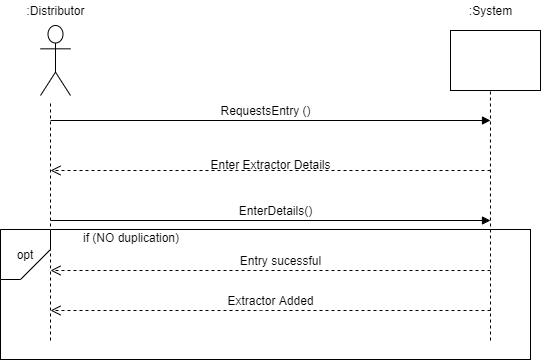 :Distributor
:System
RequestsEntry ()
Enter Extractor Details
EnterDetails()
if (NO duplication)
opt
Entry sucessful
Extractor Added